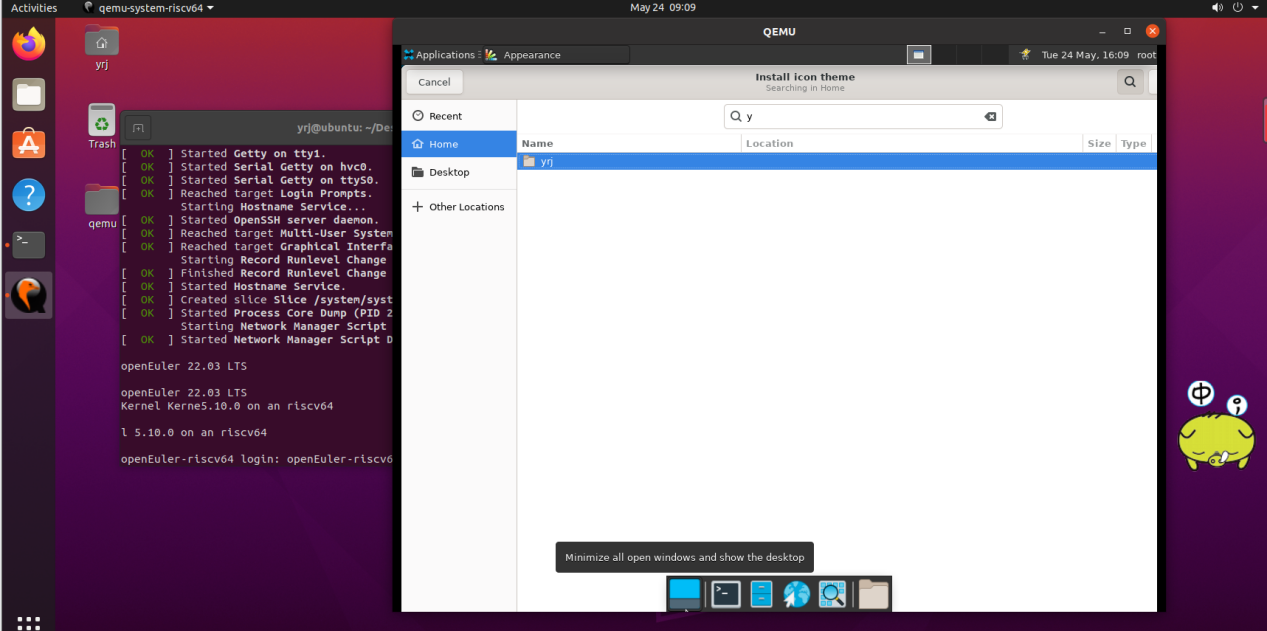 Activities
qemu-system-riscv64
May 24 09:09
yrj
Trash
qemu
yrj@ubuntu: ~/De
[ OK ] Started Getty on tty1.
[ OK ] Started Serial Getty on hvc0.
[ OK ] Started Serial Getty on ttyS0.
[ OK ] Reached target Login Prompts.
Starting Hostname Service...
[ OK ] Started OpenSSH server daemon.
[ OK ] Reached target Multi-User System
[ OK ] Reached target Graphical Interfa
Starting Record Runlevel Change
[ OK ] Finished Record Runlevel Change
[ OK ] Started Hostname Service.
[ OK ] Created slice Slice /system/syst
[ OK ] Started Process Core Dump (PID 2
Starting Network Manager Script
[ OK ] Started Network Manager Script D
openEuler 22.03 LTS
openEuler 22.03 LTS
Kernel Kerne5.10.0 on an riscv64
l 5.10.0 on an riscv64
openEuler-riscv64 login: openEuler-riscv6
QEMU
Applications
Appearance
Tue 24 May, 16:09 root
Cancel
Install icon theme
Searching in Home
Recent
Home
Desktop
Other Locations
y
Name Location Size Type
yrj
Minimize all open windows and show the desktop
中
;